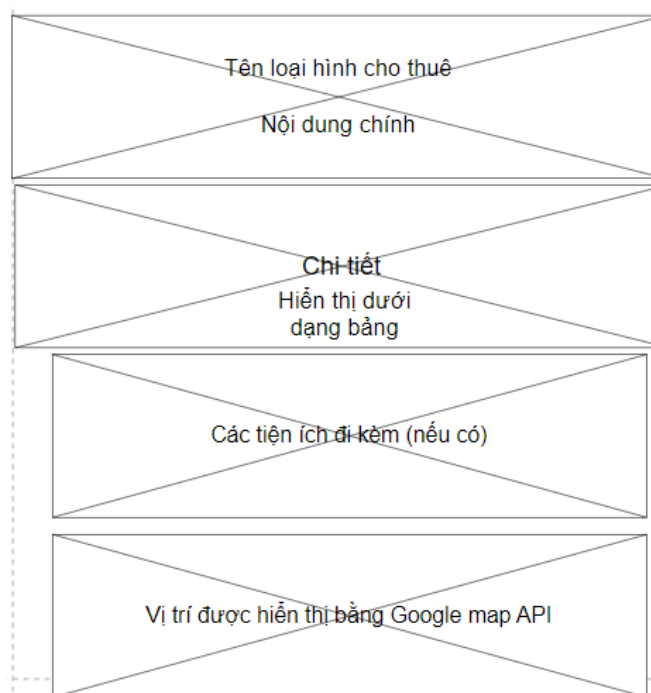 Tên loại hình cho thuê
Nội dung chính
Chi tiết
Hiển thị dưới
dạng bảng
Các tiện ích đi kèm (nếu có)
Vị trí được hiển thị bằng Google map API